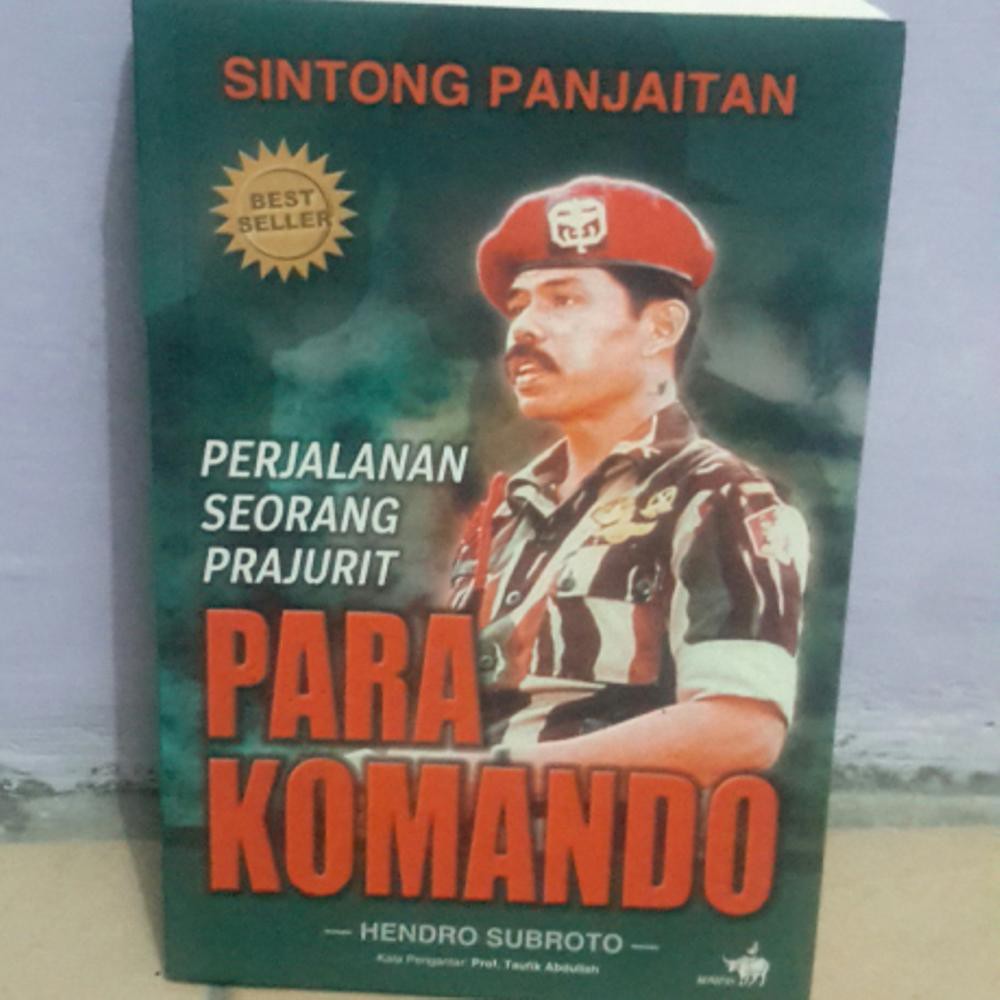 SINTONG PANJAITAN
BEST
SELLER
PERJALANAN
SEORANG
PRAJURIT
PARA
KOMANDO
— HENDRO SUBROTO —
Kata Pengantar: Prof. Taufik Abdullah